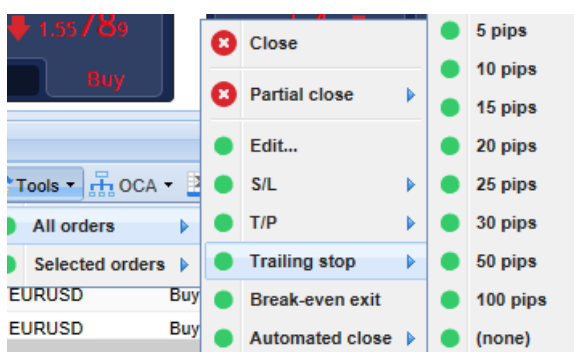 1.55789
Buy
Tools
OCA
All orders
Selected orders
EURUSD Buy
EURUSD Buy
Close
Partial close
Edit...
S/L
T/P
Trailing stop
Break-even exit
Automated close
5 pips
10 pips
15 pips
20 pips
25 pips
30 pips
50 pips
100 pips
(none)